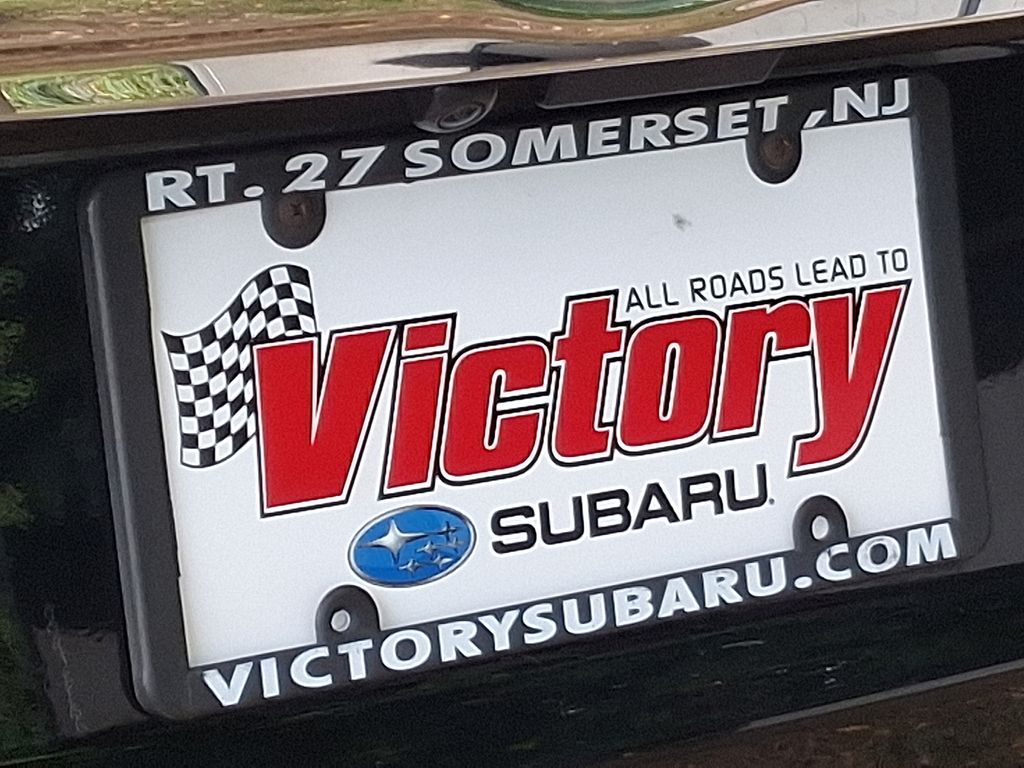 RT. 27 SOMERSET ,NJ
ALL ROADS LEAD TO
Victory
SUBARU
VICTORYSUBARU.COM